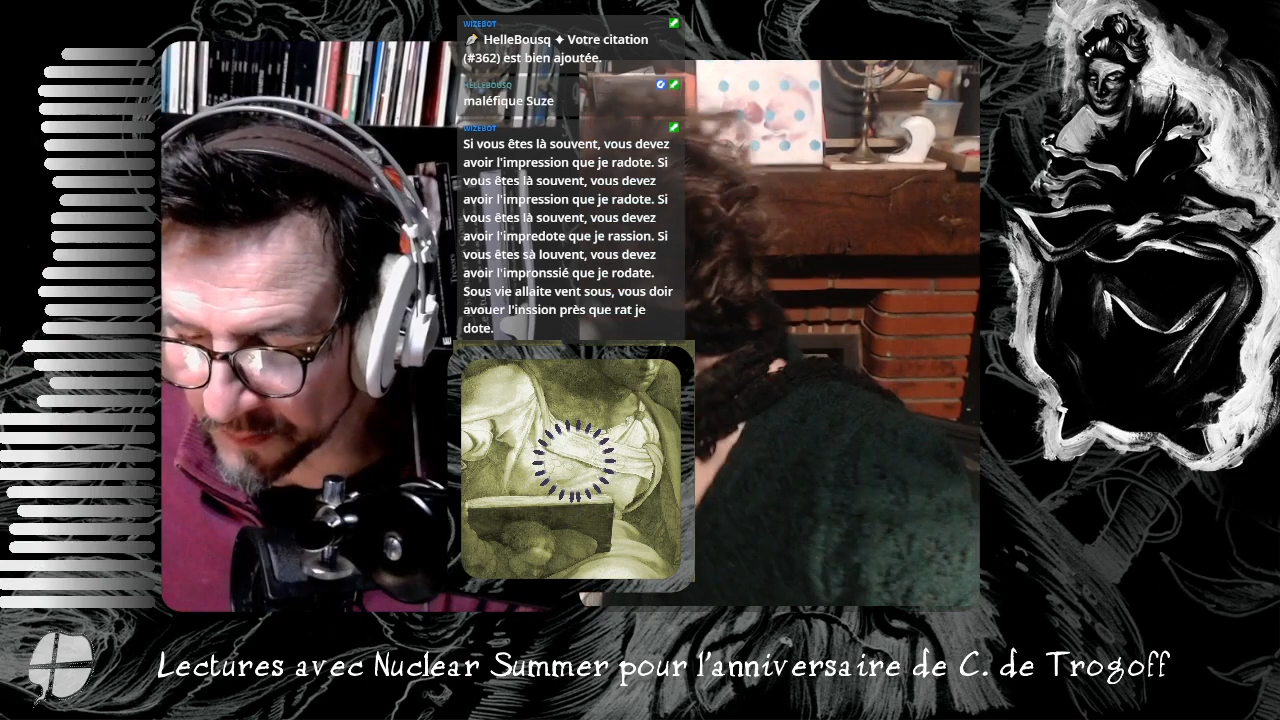 WIZEBOT
HelleBousq ✦ Votre citation
(#362) est bien ajoutée.
HELLEBOUSQ
maléfique Suze
WIZEBOT
Si vous êtes là souvent, vous devez
avoir l'impression que je radote. Si
vous êtes là souvent, vous devez
avoir l'impression que je radote. Si
vous êtes là souvent, vous devez
avoir l'impredote que je rassion. Si
vous êtes sà louvent, vous devez
avoir l'impronssié que je rodate.
Sous vie allaite vent sous, vous doir
avouer l'inssion près que rat je
dote.
Lectures avec Nuclear Summer pour l'anniversaire de C. de Trogoff